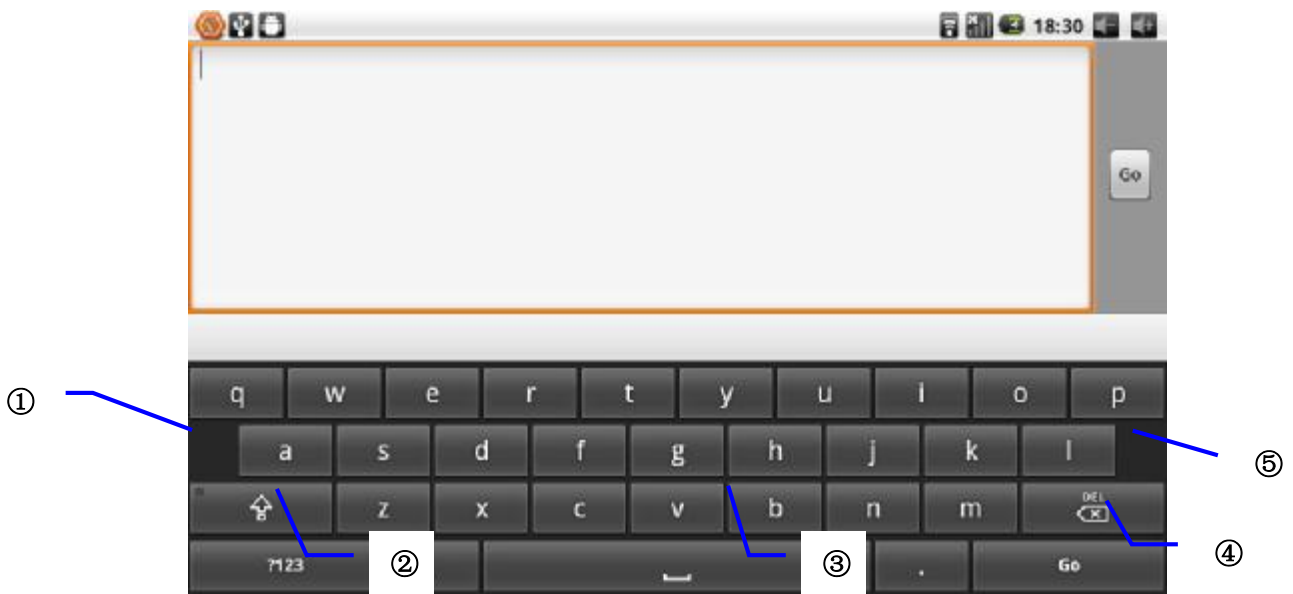 18:30
Go
q w e r t y u i o p
①
a s d f g h j k l
⑤
z x c v b n m DEL
?123 ② ③ . Go ④